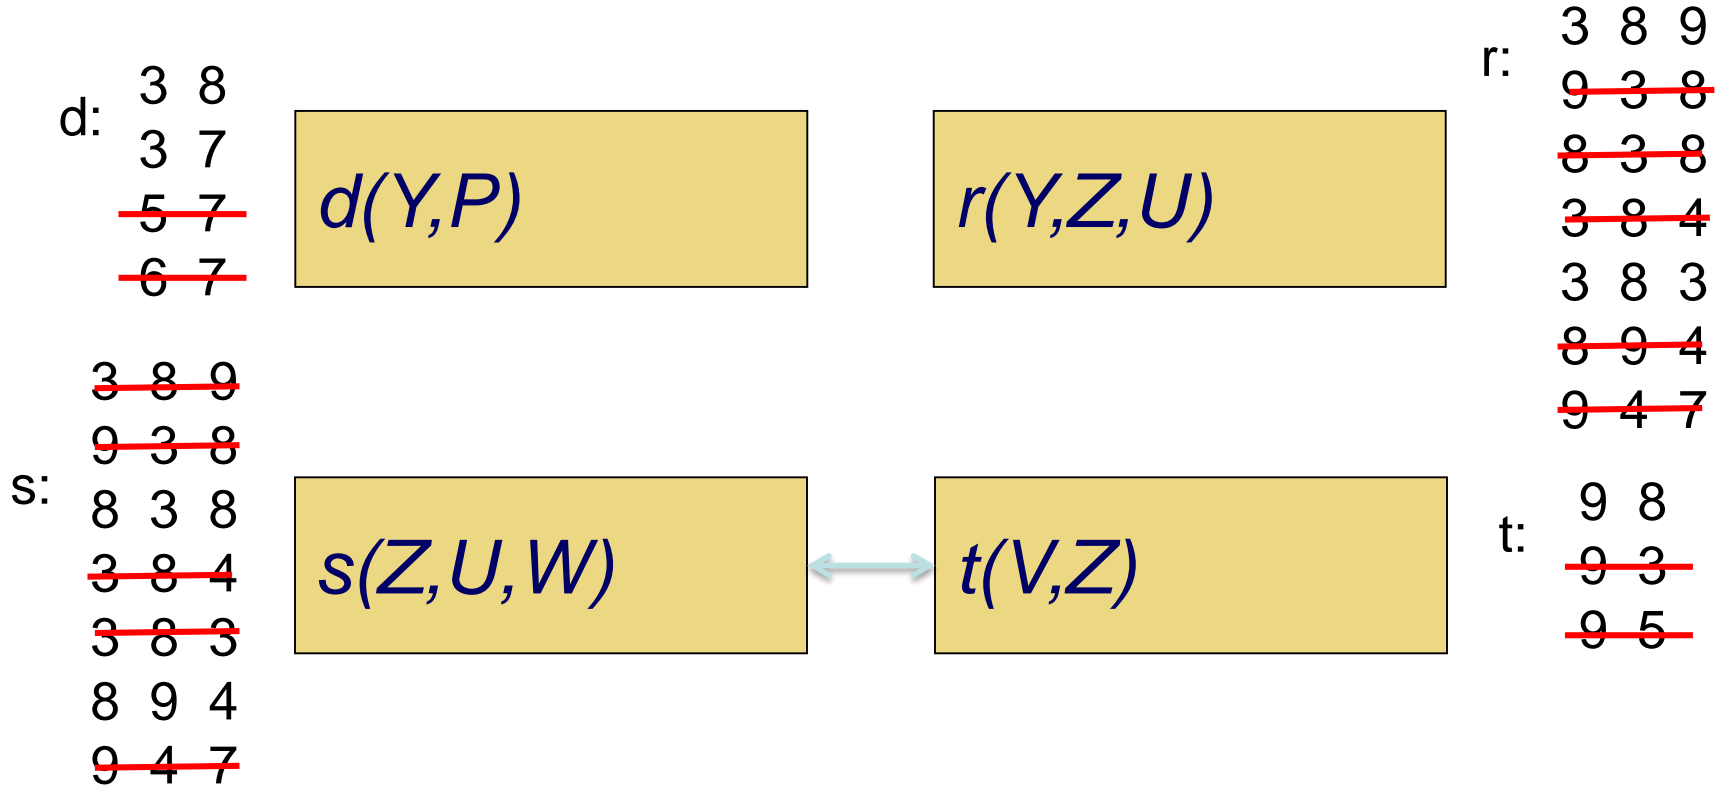 d:
3 8
3 7
5 7
6 7
d(Y,P)
r(Y,Z,U)
r:
3 8 9
9 3 8
8 3 8
3 8 4
3 8 3
8 9 4
9 4 7
s:
3 8 9
9 3 8
8 3 8
3 8 4
3 8 3
8 9 4
9 4 7
s(Z,U,W)
t(V,Z)
t:
9 8
9 3
9 5